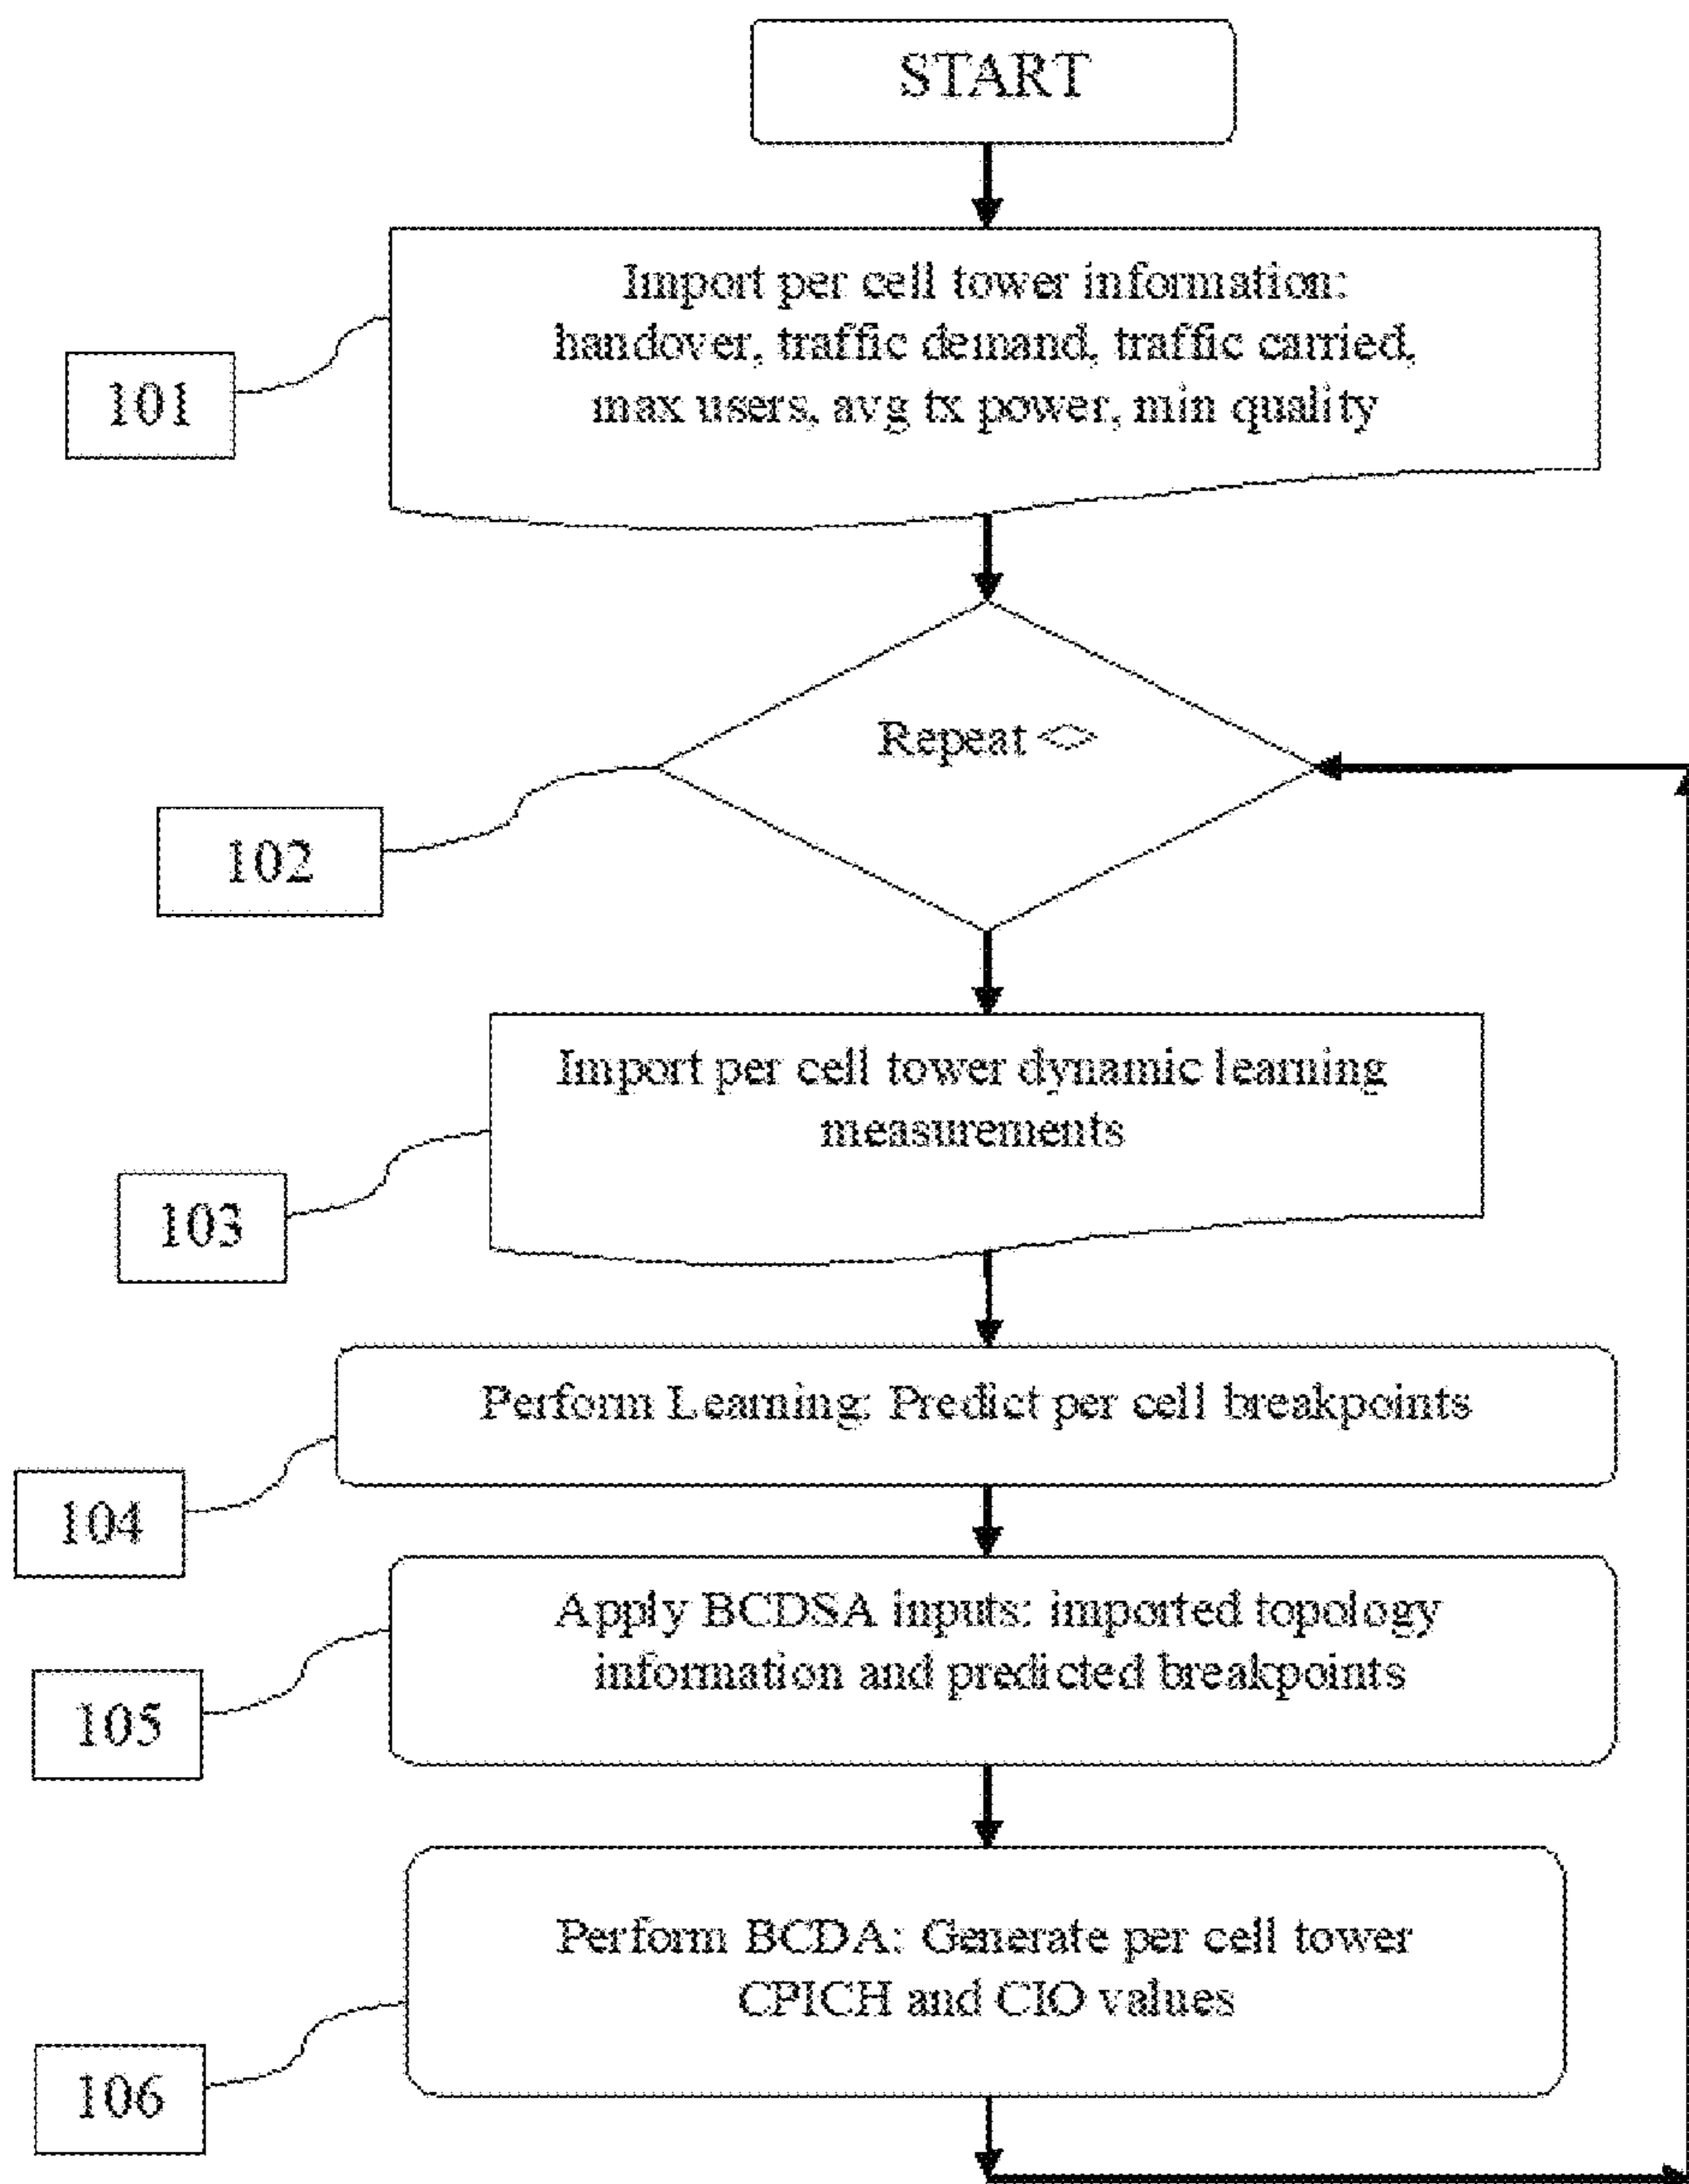 START
Import per cell tower information:
handover, traffic demand, traffic carried,
max users, avg tx power, min quality
101
Repeat <>
102
Import per cell tower dynamic learning
measurements
103
Perform Learning: Predict per cell breakpoints
104
Apply BCDSA inputs: imported topology
information and predicted breakpoints
105
Perform BCDA: Generate per cell tower
CPICH and CIO values
106